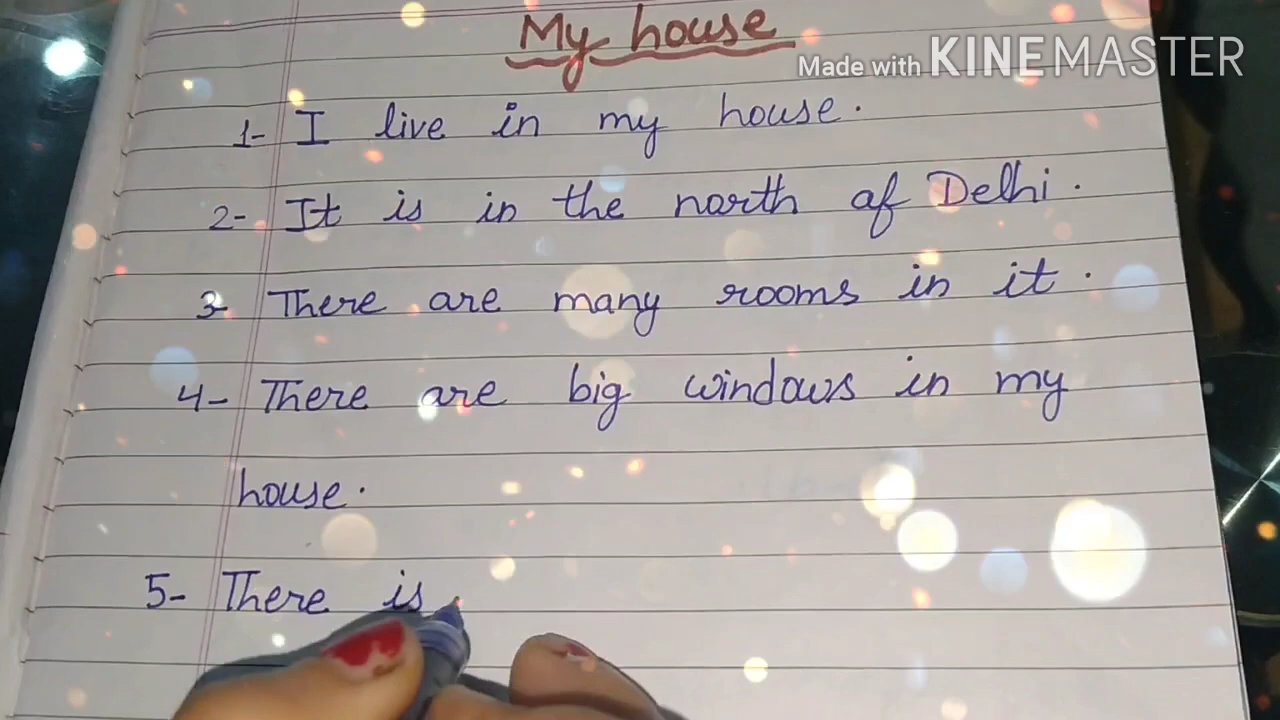 My house
Made with KINEMASTER
1- I live in my house.
2- It is in the north of Delhi.
3- There are many rooms in it.
4- There are big windows in my
house.
5- There is